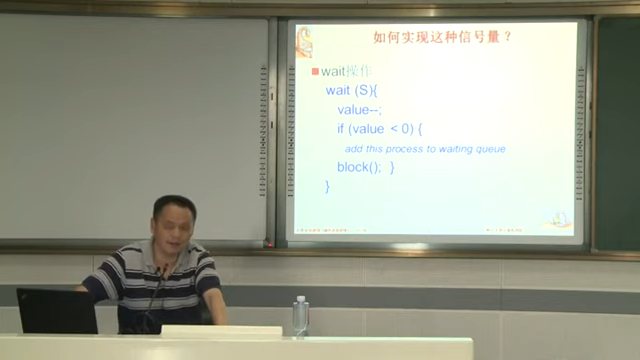 如何实现这种信号量？
wait操作
wait (S){
value--;
if (value < 0) {
add this process to waiting queue
block(); }
}